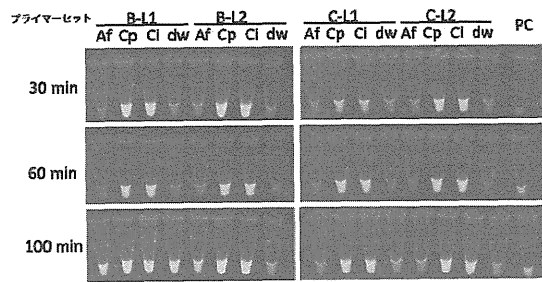 プライマーセット B-L1 B-L2 C-L1 C-L2 PC
Af Cp Ci dw Af Cp Ci dw Af Cp Ci dw Af Cp Ci dw
30 min
60 min
100 min